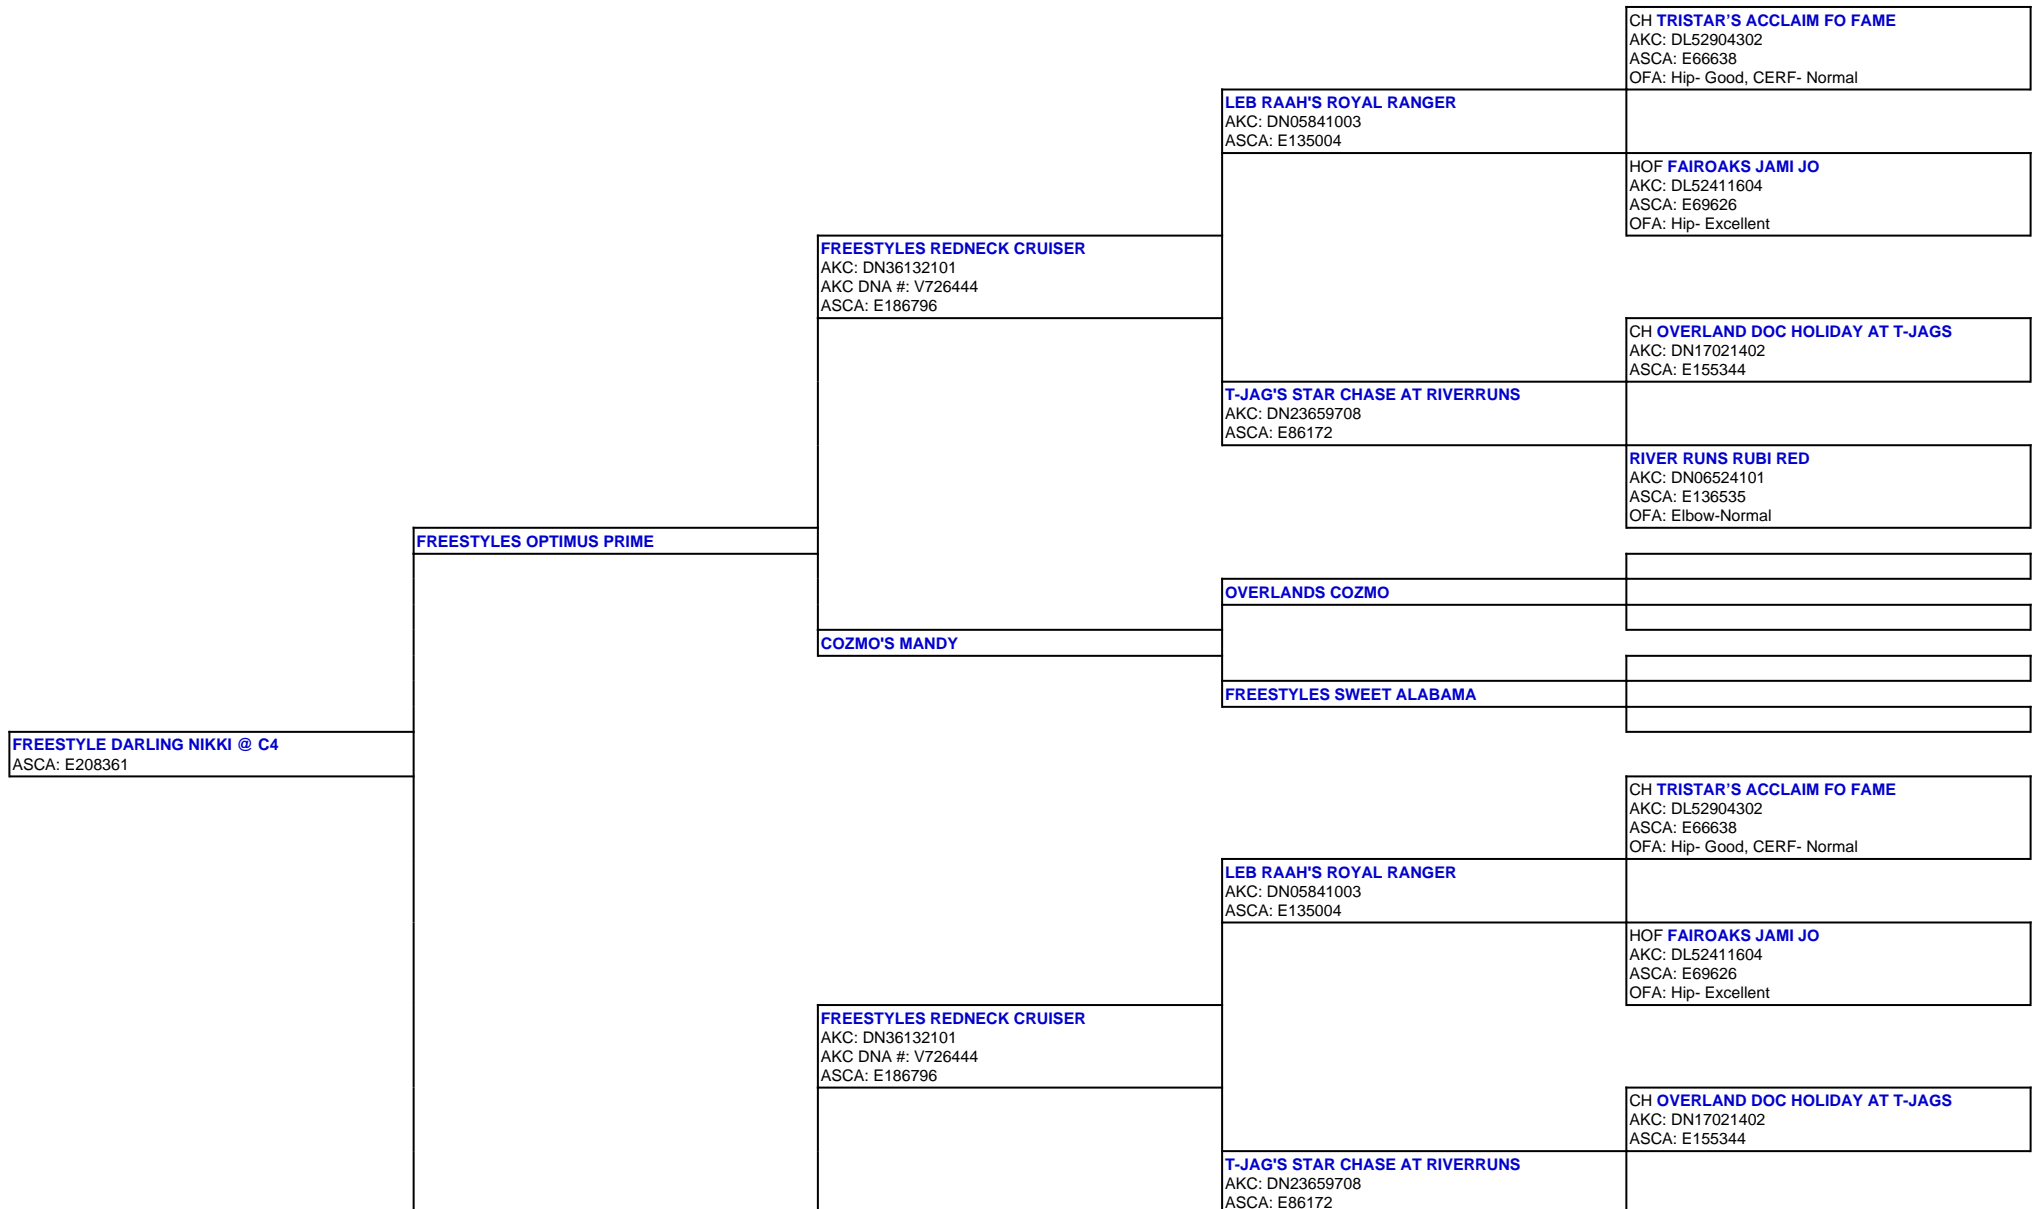 CH TRISTAR’S ACCLAIM FO FAME
AKC: DL52904302
ASCA: E66638
OFA: Hip- Good, CERF- Normal
LEB RAAH'S ROYAL RANGER
AKC: DN05841003
ASCA: E135004
HOF FAIROAKS JAMI JO
AKC: DL52411604
ASCA: E69626
OFA: Hip- Excellent
FREESTYLES REDNECK CRUISER
AKC: DN36132101
AKC DNA #: V726444
ASCA: E186796
CH OVERLAND DOC HOLIDAY AT T-JAGS
AKC: DN17021402
ASCA: E155344
T-JAG'S STAR CHASE AT RIVERRUNS
AKC: DN23659708
ASCA: E86172
RIVER RUNS RUBI RED
AKC: DN06524101
ASCA: E136535
OFA: Elbow-Normal
FREESTYLES OPTIMUS PRIME
OVERLANDS COZMO
COZMO'S MANDY
FREESTYLES SWEET ALABAMA
FREESTYLE DARLING NIKKI @ C4
ASCA: E208361
CH TRISTAR’S ACCLAIM FO FAME
AKC: DL52904302
ASCA: E66638
OFA: Hip- Good, CERF- Normal
LEB RAAH'S ROYAL RANGER
AKC: DN05841003
ASCA: E135004
HOF FAIROAKS JAMI JO
AKC: DL52411604
ASCA: E69626
OFA: Hip- Excellent
FREESTYLES REDNECK CRUISER
AKC: DN36132101
AKC DNA #: V726444
ASCA: E186796
CH OVERLAND DOC HOLIDAY AT T-JAGS
AKC: DN17021402
ASCA: E155344
T-JAG'S STAR CHASE AT RIVERRUNS
AKC: DN23659708
ASCA: E86172